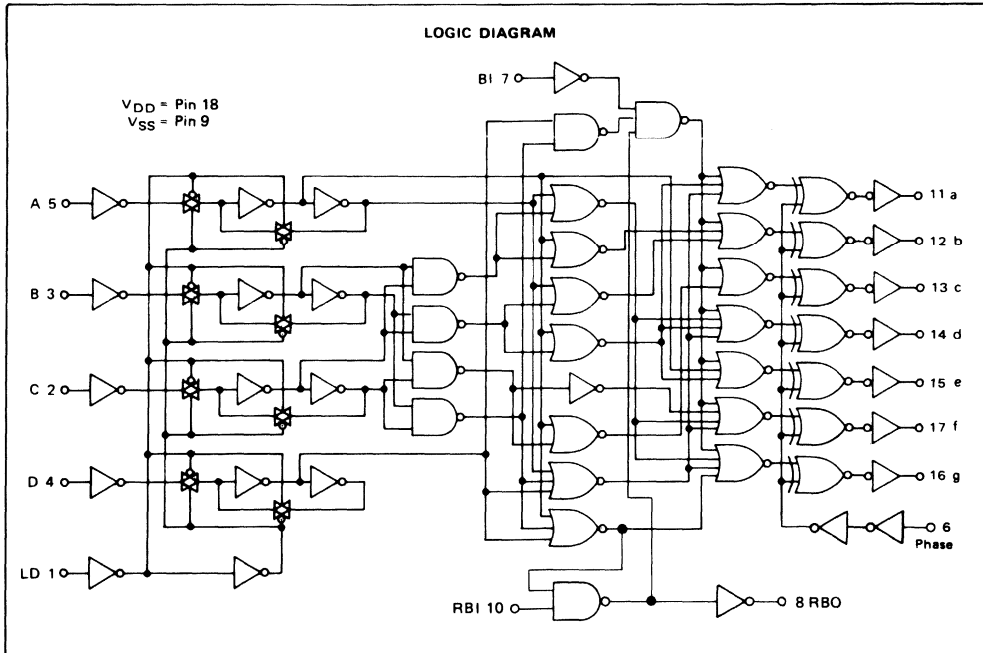 LOGIC DIAGRAM
BI 7
VDD = Pin 18
VSS = Pin 9
A 5
11 a
12 b
B 3
13 c
14 d
C 2
15 e
17 f
D 4
16 g
6
Phase
LD 1
RBI 10
8 RBO